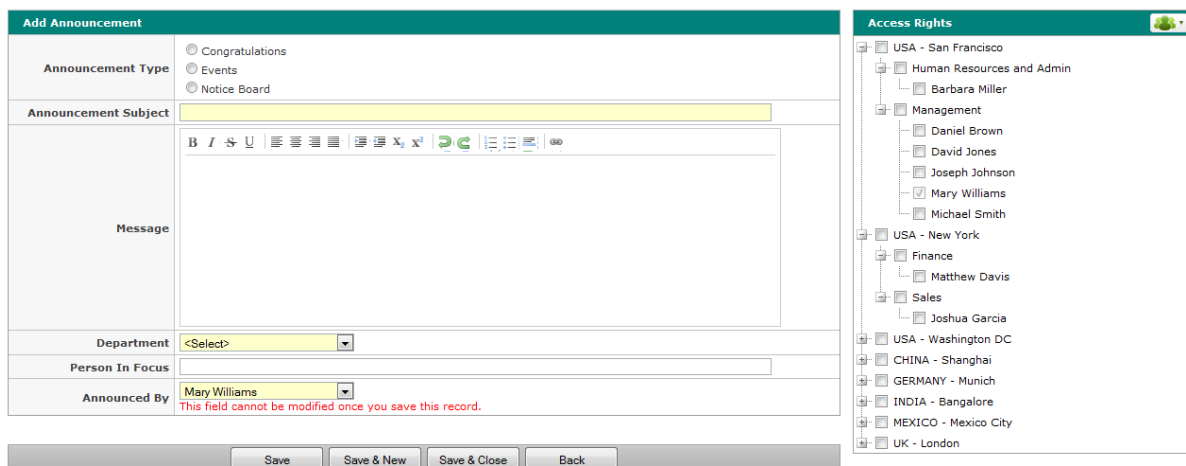 Add Announcement
Announcement Type
Congratulations
Events
Notice Board
Announcement Subject
B I S U X₂ X²
Message
Department <Select>
Person In Focus
Announced By Mary Williams
This field cannot be modified once you save this record.
Save Save & New Save & Close Back
Access Rights
USA - San Francisco
Human Resources and Admin
Barbara Miller
Management
Daniel Brown
David Jones
Joseph Johnson
Mary Williams
Michael Smith
USA - New York
Finance
Matthew Davis
Sales
Joshua Garcia
USA - Washington DC
CHINA - Shanghai
GERMANY - Munich
INDIA - Bangalore
MEXICO - Mexico City
UK - London